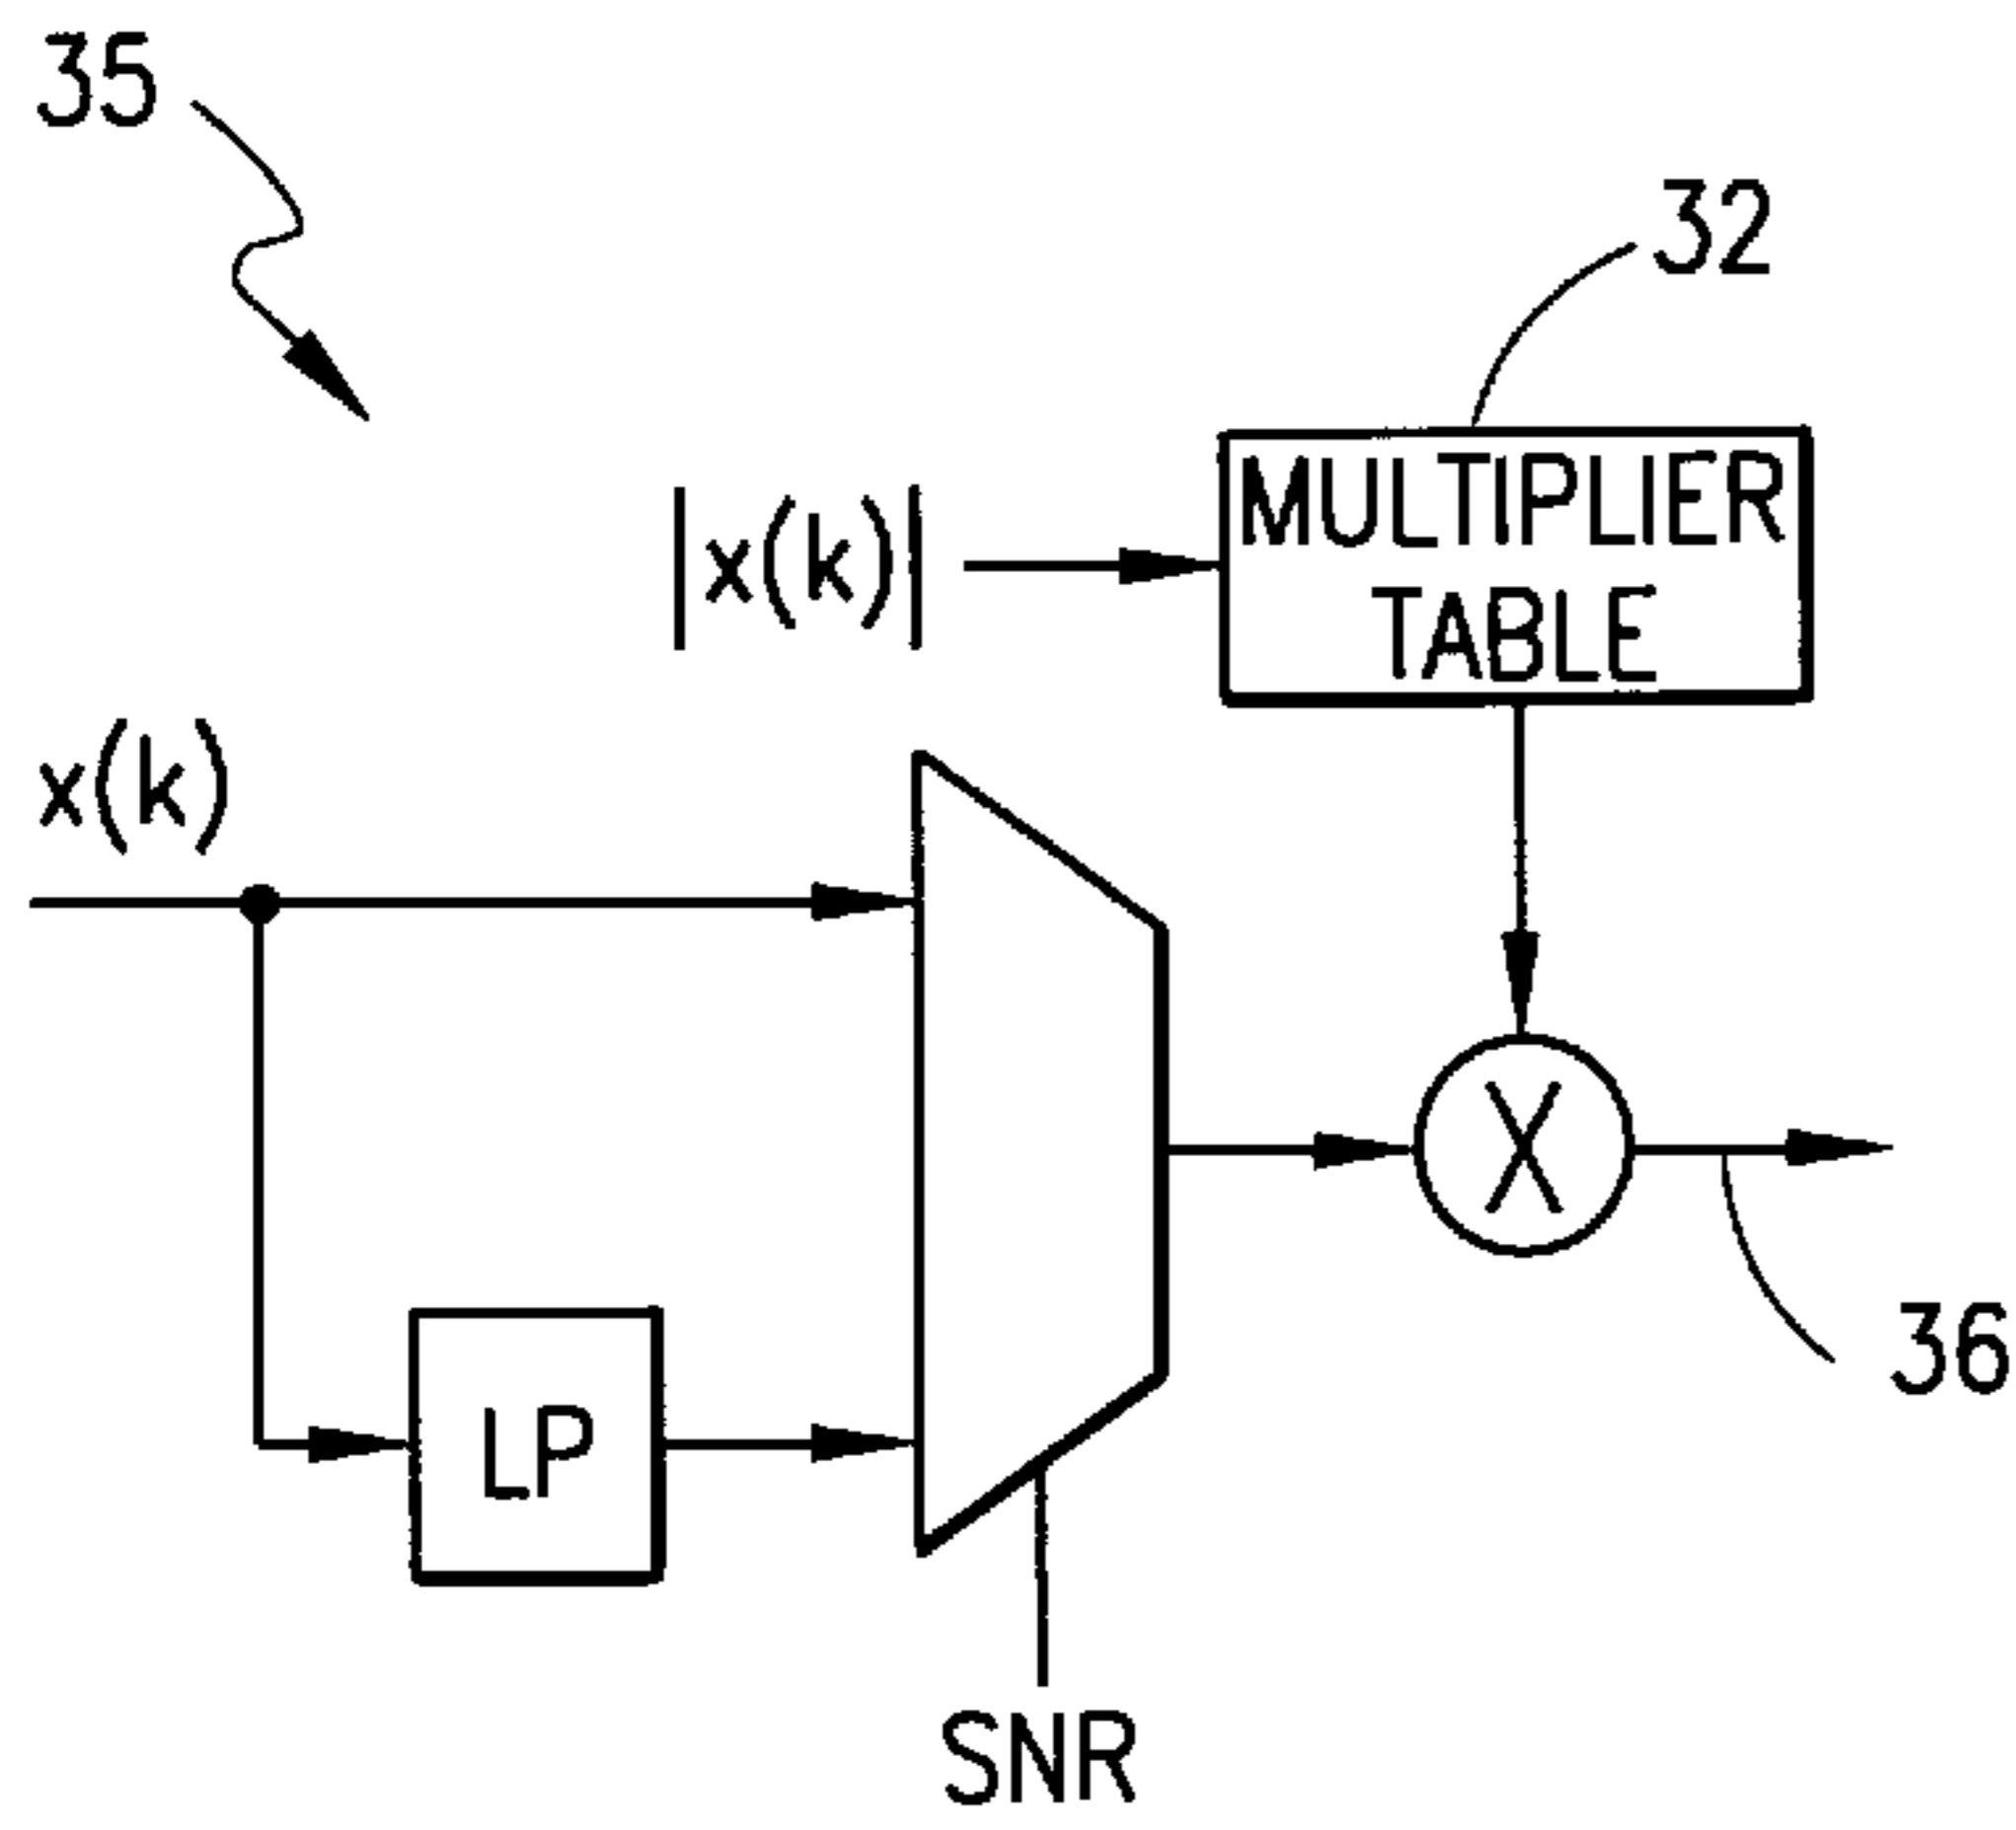 35
32
MULTIPLIER
TABLE
|x(k)|
x(k)
X
36
LP
SNR